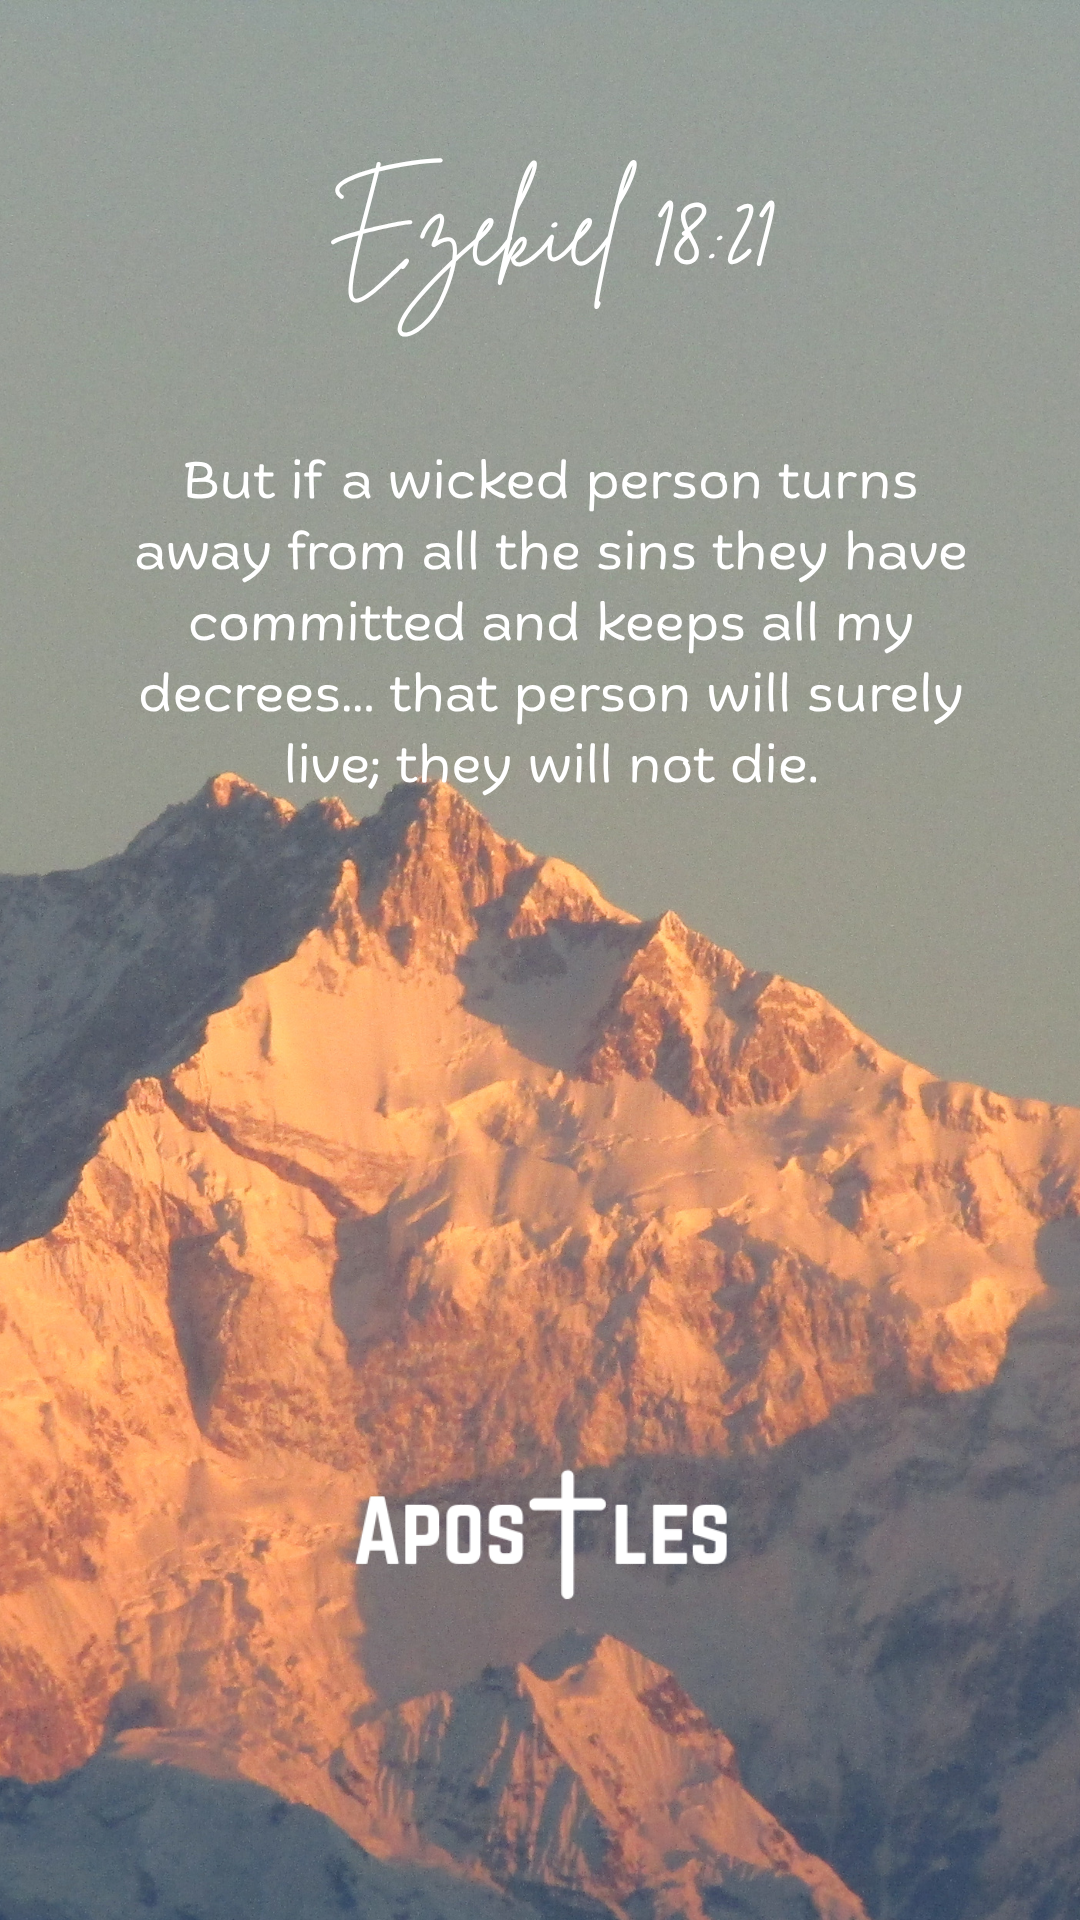 Ezekiel 18:21
But if a wicked person turns
away from all the sins they have
committed and keeps all my
decrees... that person will surely
live; they will not die.
APOSTLES